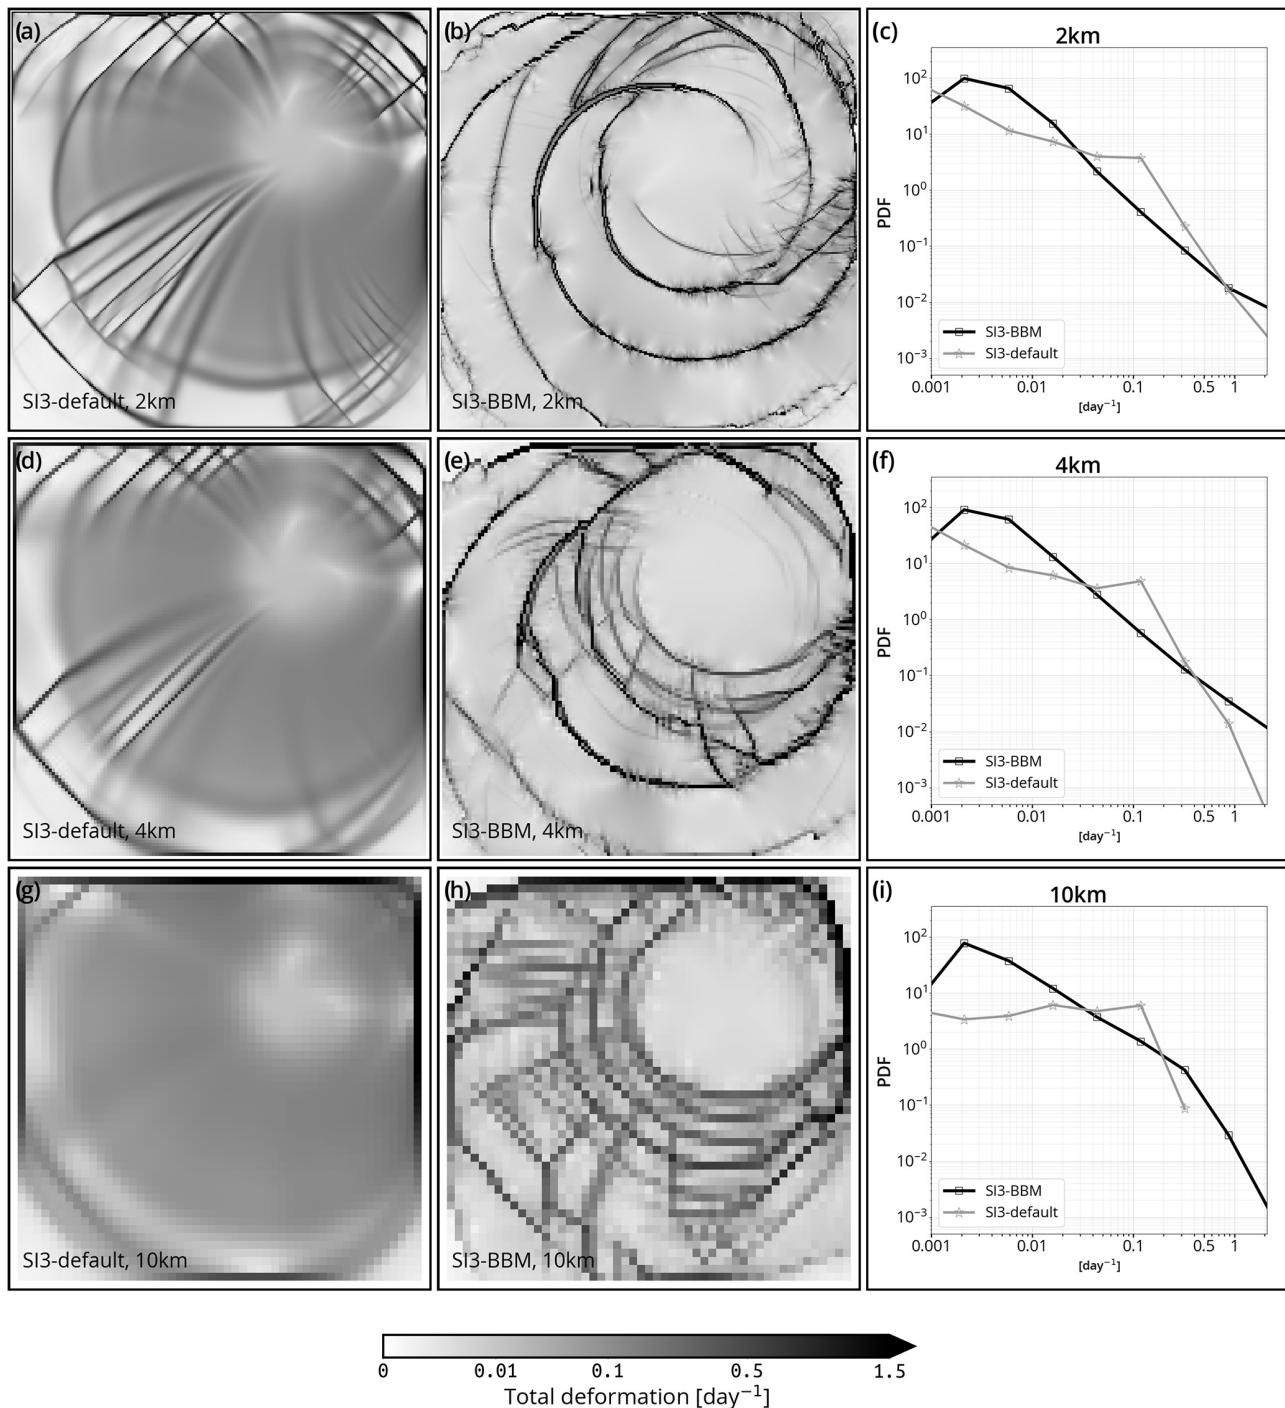 (a)
SI3-default, 2km
(b)
SI3-BBM, 2km
(c)
2km
PDF
10²
10¹
10⁰
10⁻¹
10⁻²
10⁻³
SI3-BBM
SI3-default
0.001 0.01 0.1 0.5 1
[day⁻¹]
(d)
SI3-default, 4km
(e)
SI3-BBM, 4km
(f)
4km
PDF
10²
10¹
10⁰
10⁻¹
10⁻²
10⁻³
SI3-BBM
SI3-default
0.001 0.01 0.1 0.5 1
[day⁻¹]
(g)
SI3-default, 10km
(h)
SI3-BBM, 10km
(i)
10km
PDF
10²
10¹
10⁰
10⁻¹
10⁻²
10⁻³
SI3-BBM
SI3-default
0.001 0.01 0.1 0.5 1
[day⁻¹]
0 0.01 0.1 0.5 1.5
Total deformation [day⁻¹]